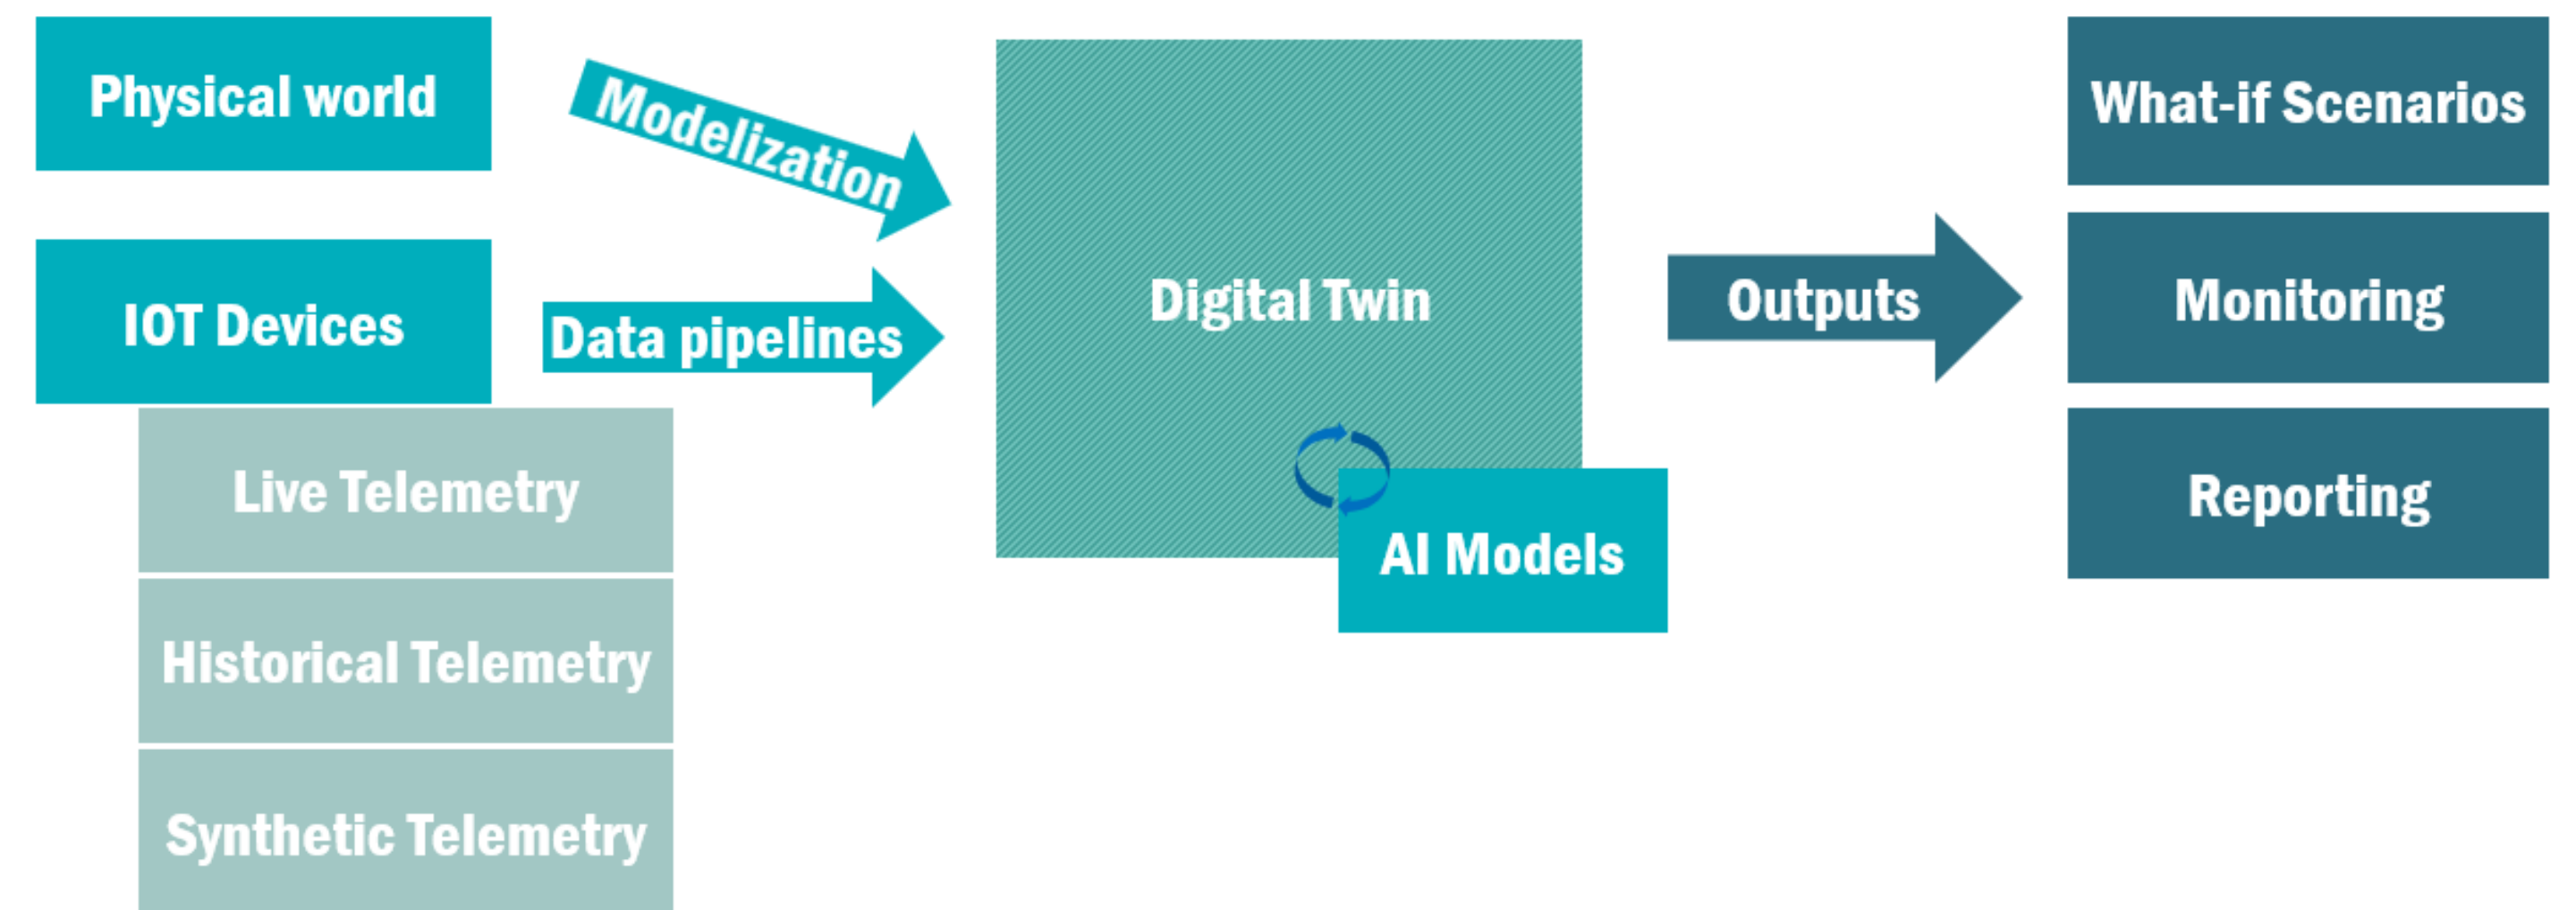 Physical world
IOT Devices
Live Telemetry
Historical Telemetry
Synthetic Telemetry
Modelization
Data pipelines
Digital Twin
AI Models
Outputs
What-if Scenarios
Monitoring
Reporting